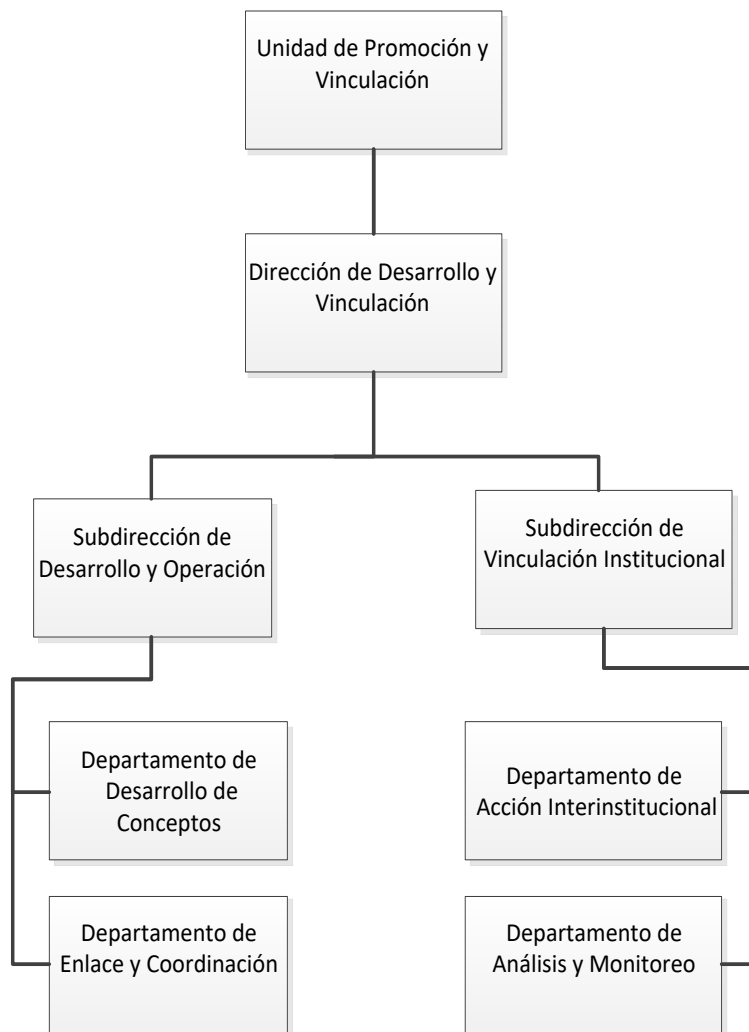 Unidad de Promoción y
Vinculación
Dirección de Desarrollo y
Vinculación
Subdirección de
Desarrollo y Operación
Subdirección de
Vinculación Institucional
Departamento de
Desarrollo de
Conceptos
Departamento de
Acción Interinstitucional
Departamento de
Enlace y Coordinación
Departamento de
Análisis y Monitoreo